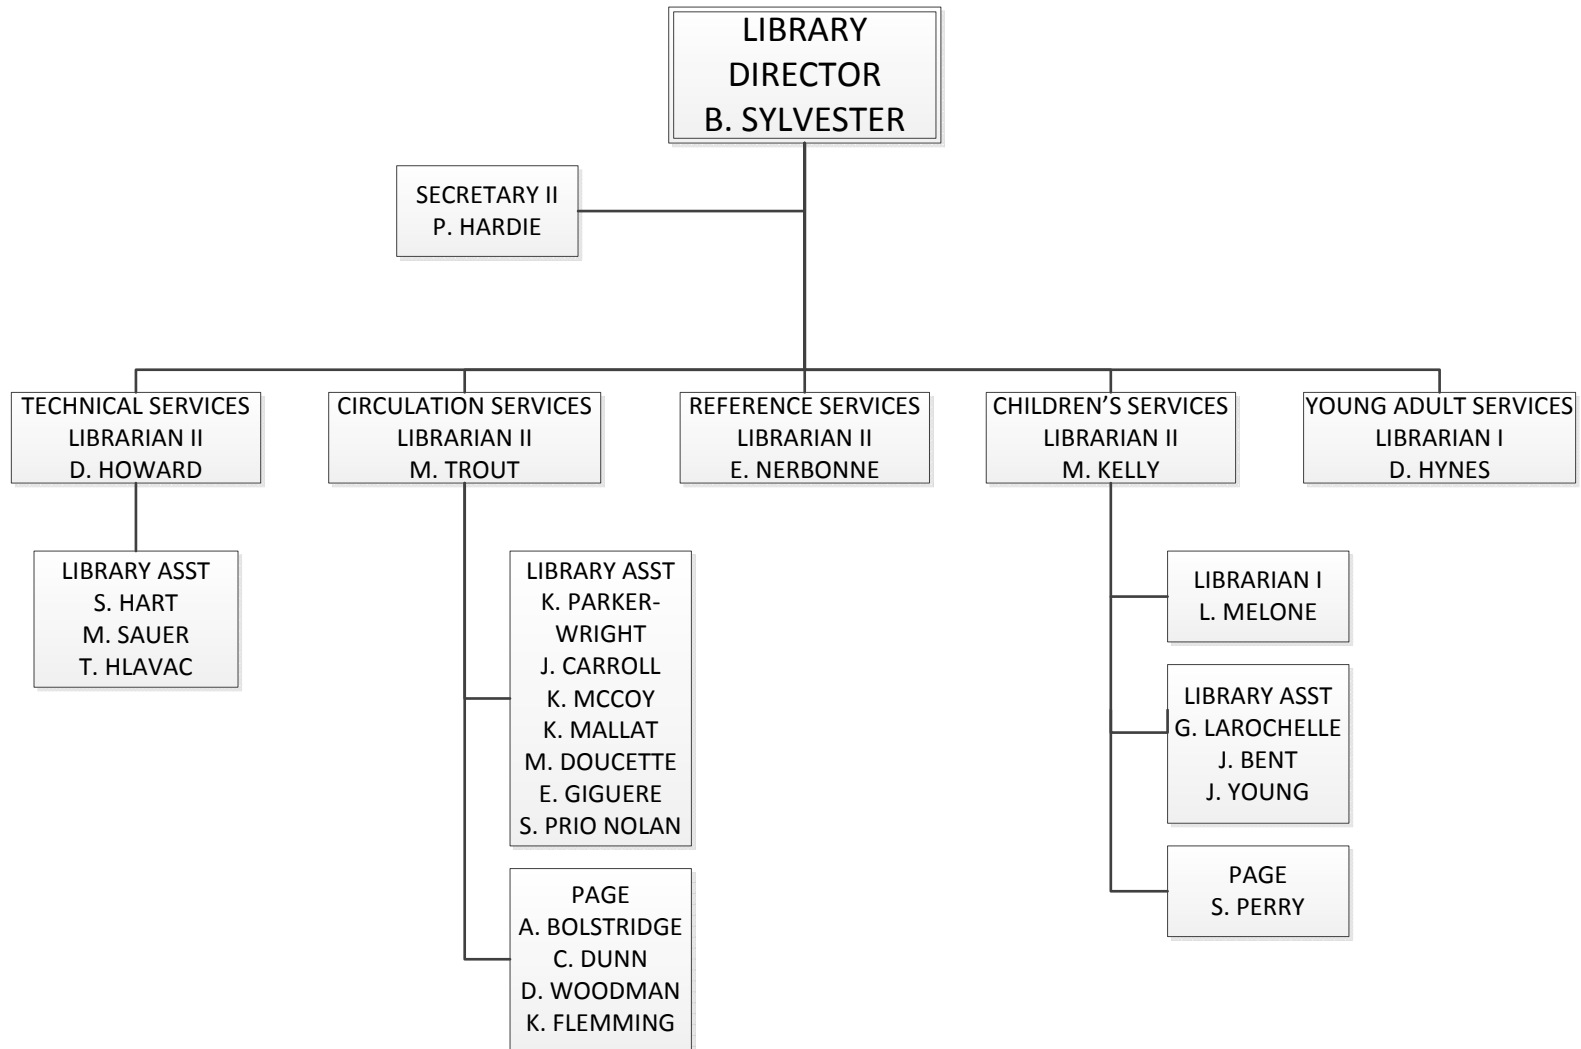 LIBRARY
DIRECTOR
B. SYLVESTER
SECRETARY II
P. HARDIE
TECHNICAL SERVICES
LIBRARIAN II
D. HOWARD
CIRCULATION SERVICES
LIBRARIAN II
M. TROUT
REFERENCE SERVICES
LIBRARIAN II
E. NERBONNE
CHILDREN’S SERVICES
LIBRARIAN II
M. KELLY
YOUNG ADULT SERVICES
LIBRARIAN I
D. HYNES
LIBRARY ASST
S. HART
M. SAUER
T. HLAVAC
LIBRARY ASST
K. PARKER-
WRIGHT
J. CARROLL
K. MCCOY
K. MALLAT
M. DOUCETTE
E. GIGUERE
S. PRIO NOLAN
PAGE
A. BOLSTRIDGE
C. DUNN
D. WOODMAN
K. FLEMMING
LIBRARIAN I
L. MELONE
LIBRARY ASST
G. LAROCHELLE
J. BENT
J. YOUNG
PAGE
S. PERRY